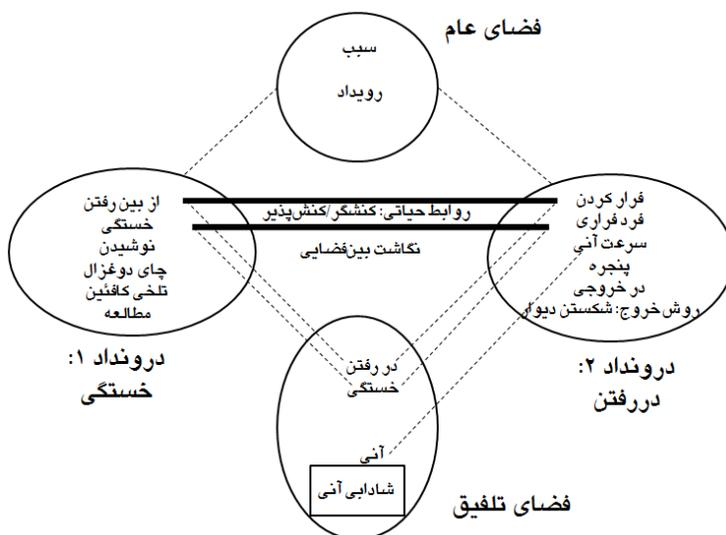 فضای عام
سبب
رویداد
فرار کردن
فرد فراری
سرعت آنی
پنجره
در خروجی
روش خروج: شکستن دیوار
روابط حیاتی: کنشگر/کنش‌پذیر
نگاشت بین‌فضایی
از بین رفتن
خستگی
نوشیدن
چای دوغزال
تلخی کافئین
مطالعه
درونداد ۲:
دررفتن
درونداد ۱:
خستگی
در رفتن
خستگی
آنی
شادابی آنی
فضای تلفیق